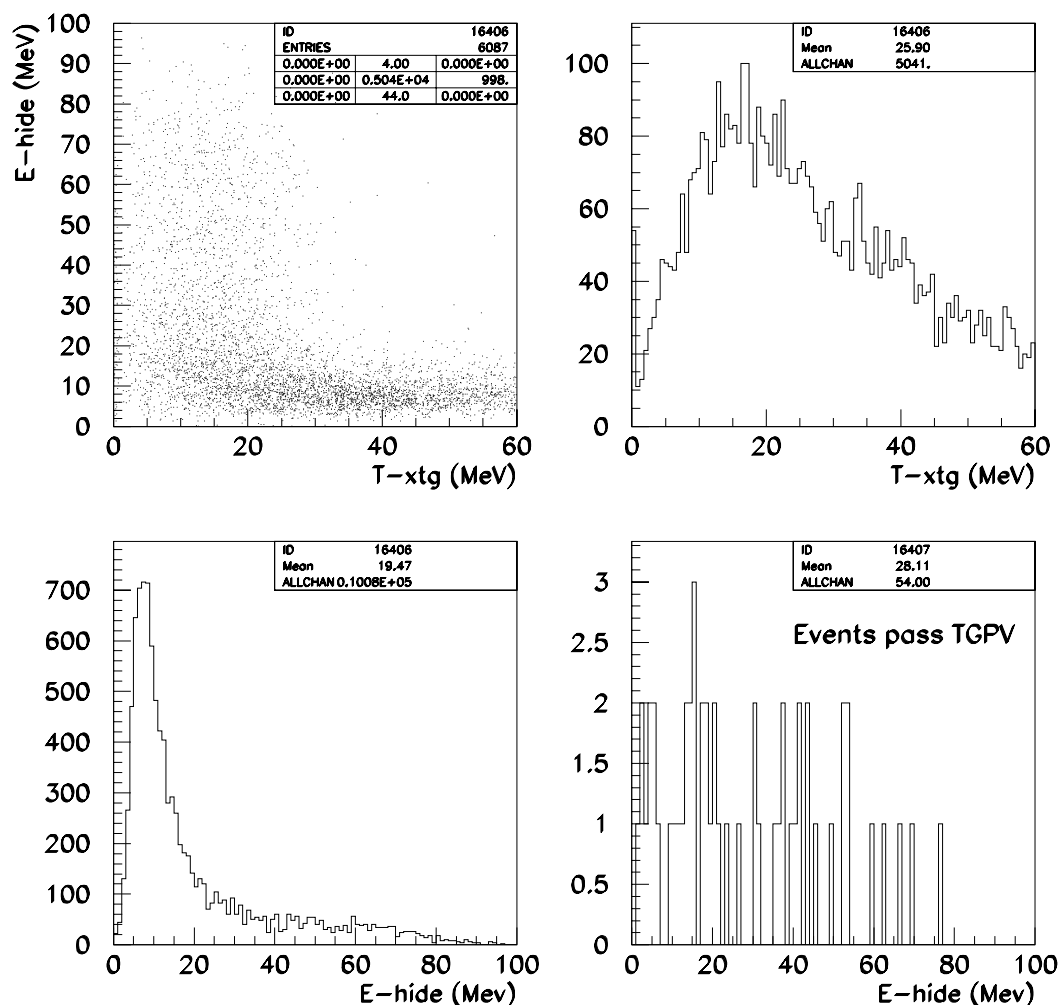 E-hide (MeV)
100
90
80
70
60
50
40
30
20
10
0
ID 16406
ENTRIES 6087
0.000E+00 4.00 0.000E+00
0.000E+00 0.504E+04 998.
0.000E+00 44.0 0.000E+00
0 20 40 60
T-xtg (MeV)
ID 16406
Mean 25.90
ALLCHAN 5041.
100
80
60
40
20
0
0 20 40 60
T-xtg (MeV)
ID 16406
Mean 19.47
ALLCHAN 0.1008E+05
700
600
500
400
300
200
100
0
0 20 40 60 80 100
E-hide (Mev)
ID 16407
Mean 28.11
ALLCHAN 54.00
Events pass TGPV
3
2.5
2
1.5
1
0.5
0
0 20 40 60 80 100
E-hide (Mev)